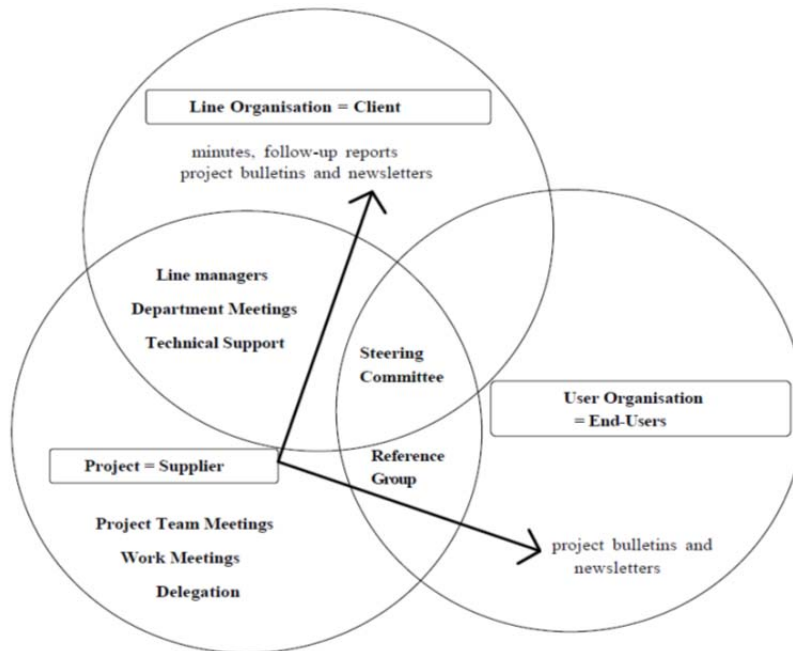 Line Organisation = Client
minutes, follow-up reports
project bulletins and newsletters
Line managers
Department Meetings
Technical Support
Steering
Committee
User Organisation
= End-Users
Project = Supplier
Reference
Group
Project Team Meetings
Work Meetings
Delegation
project bulletins and
newsletters